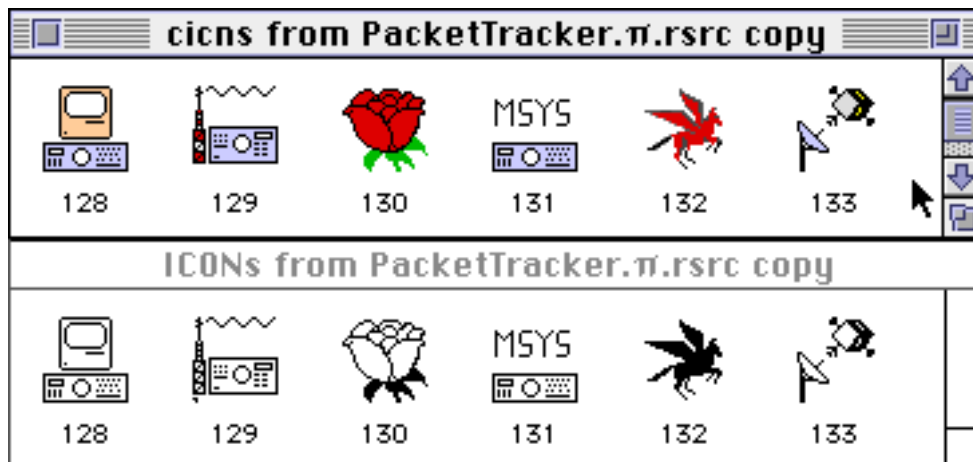 cicns from PacketTracker.π.rsrc copy
MSYS
128 129 130 131 132 133
ICONs from PacketTracker.π.rsrc copy
MSYS
128 129 130 131 132 133